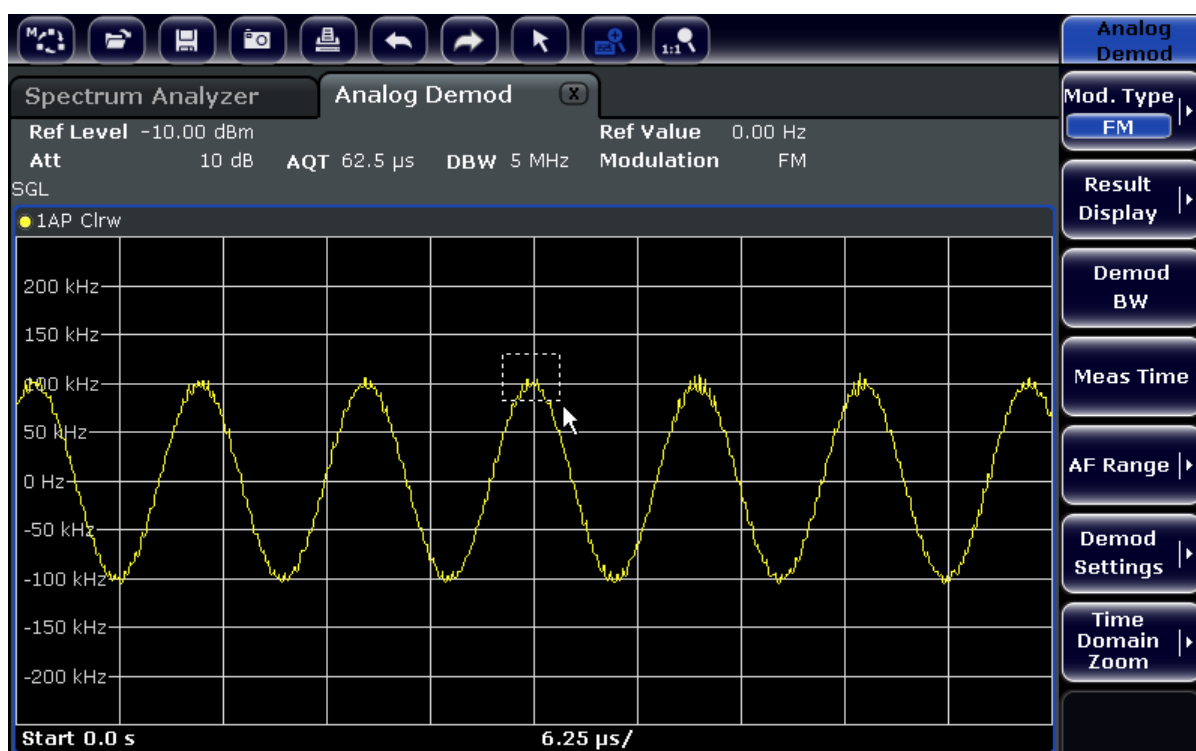 M
1:1
Analog
Demod
Spectrum Analyzer
Analog Demod
X
Ref Level -10.00 dBm
Ref Value 0.00 Hz
Att 10 dB AQT 62.5 µs DBW 5 MHz Modulation FM
SGL
1AP Clrw
200 kHz
150 kHz
100 kHz
50 kHz
0 Hz
-50 kHz
-100 kHz
-150 kHz
-200 kHz
Start 0.0 s
6.25 µs/
Mod. Type
FM
Result
Display
Demod
BW
Meas Time
AF Range
Demod
Settings
Time
Domain
Zoom